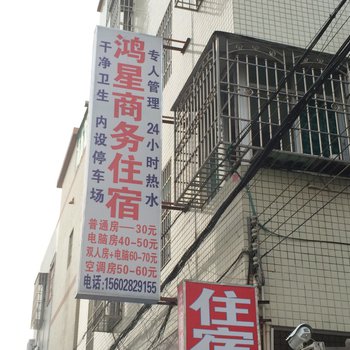 鸿星商务住宿
专人管理 24小时热水
干净卫生 内设停车场
普通房—30元
电脑房40-50元
双人房+电脑60-70元
空调房50-60元
电话:15602829155
住宿